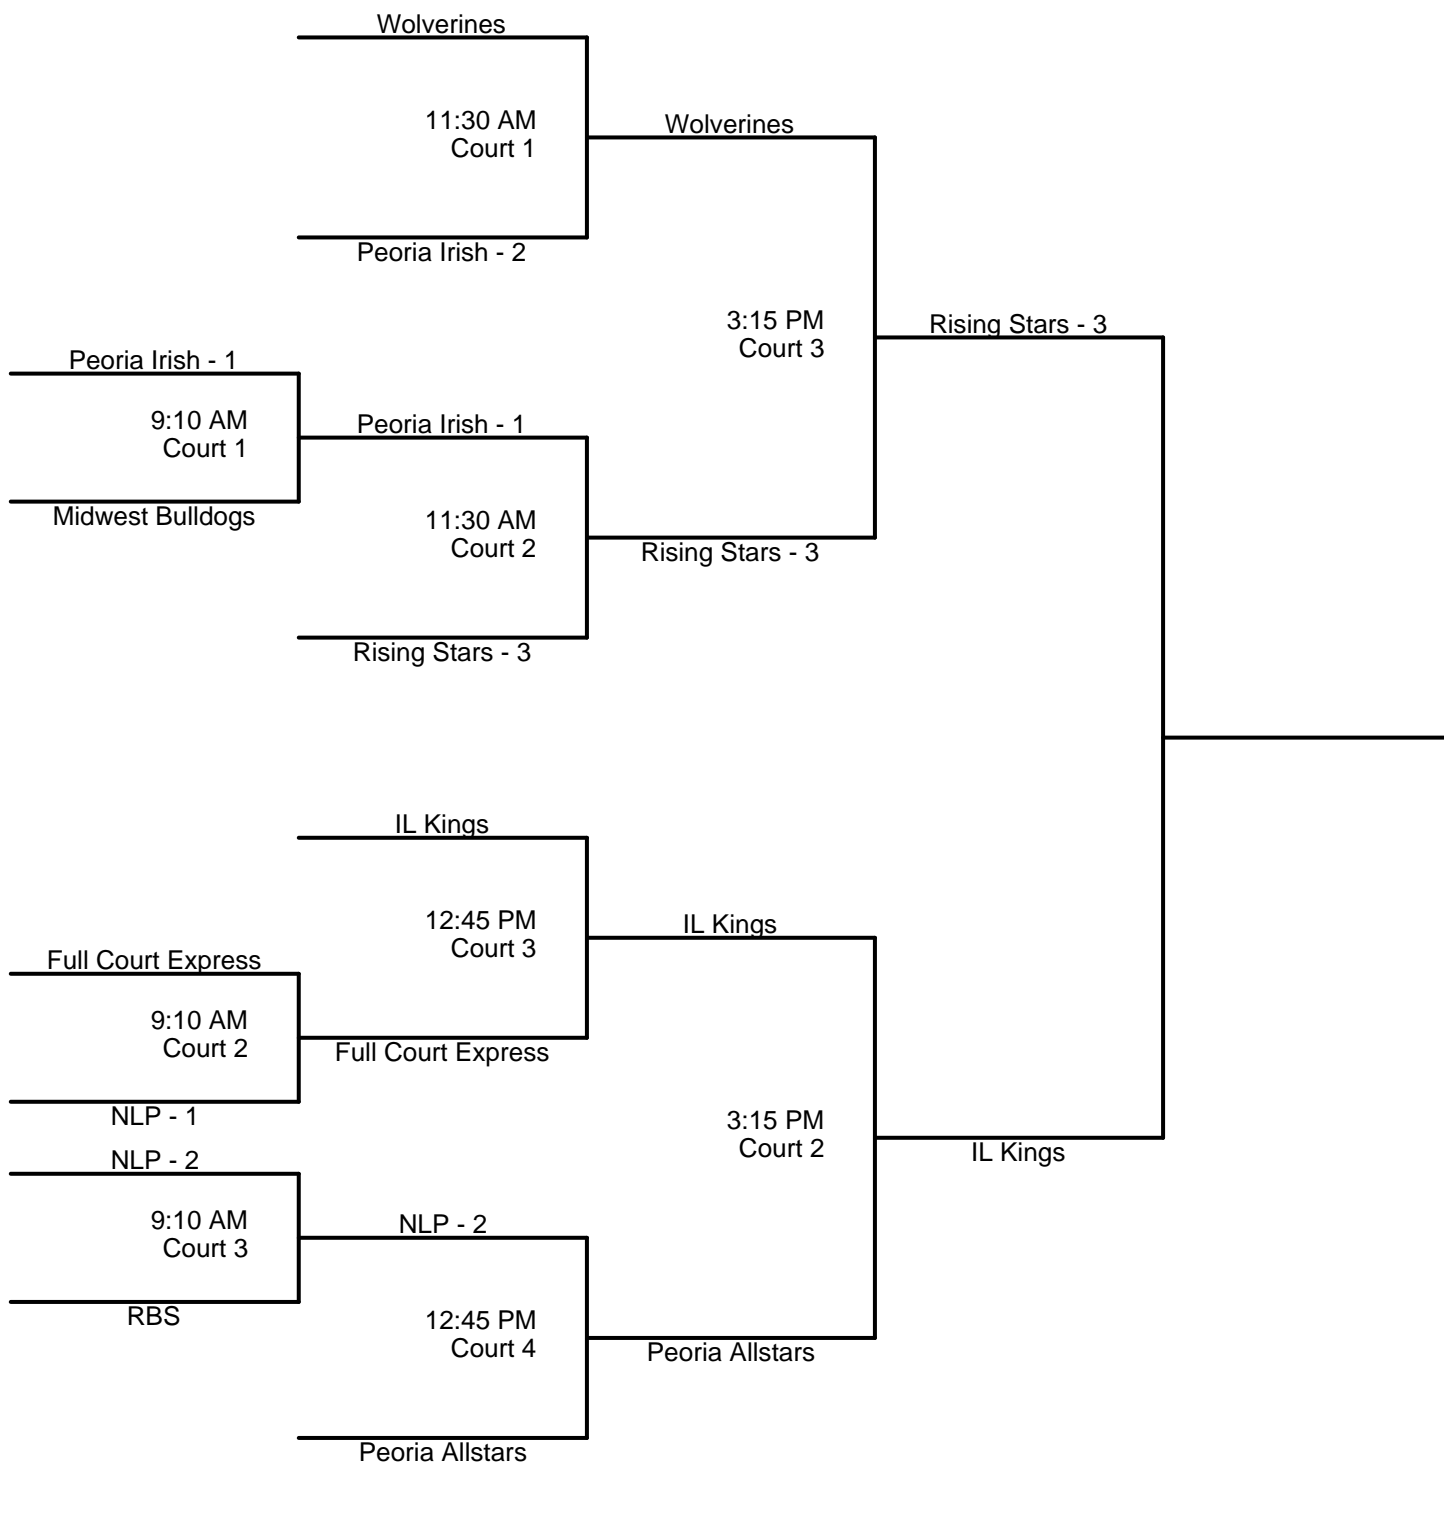 Wolverines
11:30 AM
Court 1
Wolverines
Peoria Irish - 2
3:15 PM
Court 3
Rising Stars - 3
Peoria Irish - 1
9:10 AM
Court 1
Peoria Irish - 1
Midwest Bulldogs
11:30 AM
Court 2
Rising Stars - 3
Rising Stars - 3
IL Kings
12:45 PM
Court 3
IL Kings
Full Court Express
9:10 AM
Court 2
Full Court Express
NLP - 1
3:15 PM
Court 2
IL Kings
NLP - 2
9:10 AM
Court 3
NLP - 2
RBS
12:45 PM
Court 4
Peoria Allstars
Peoria Allstars